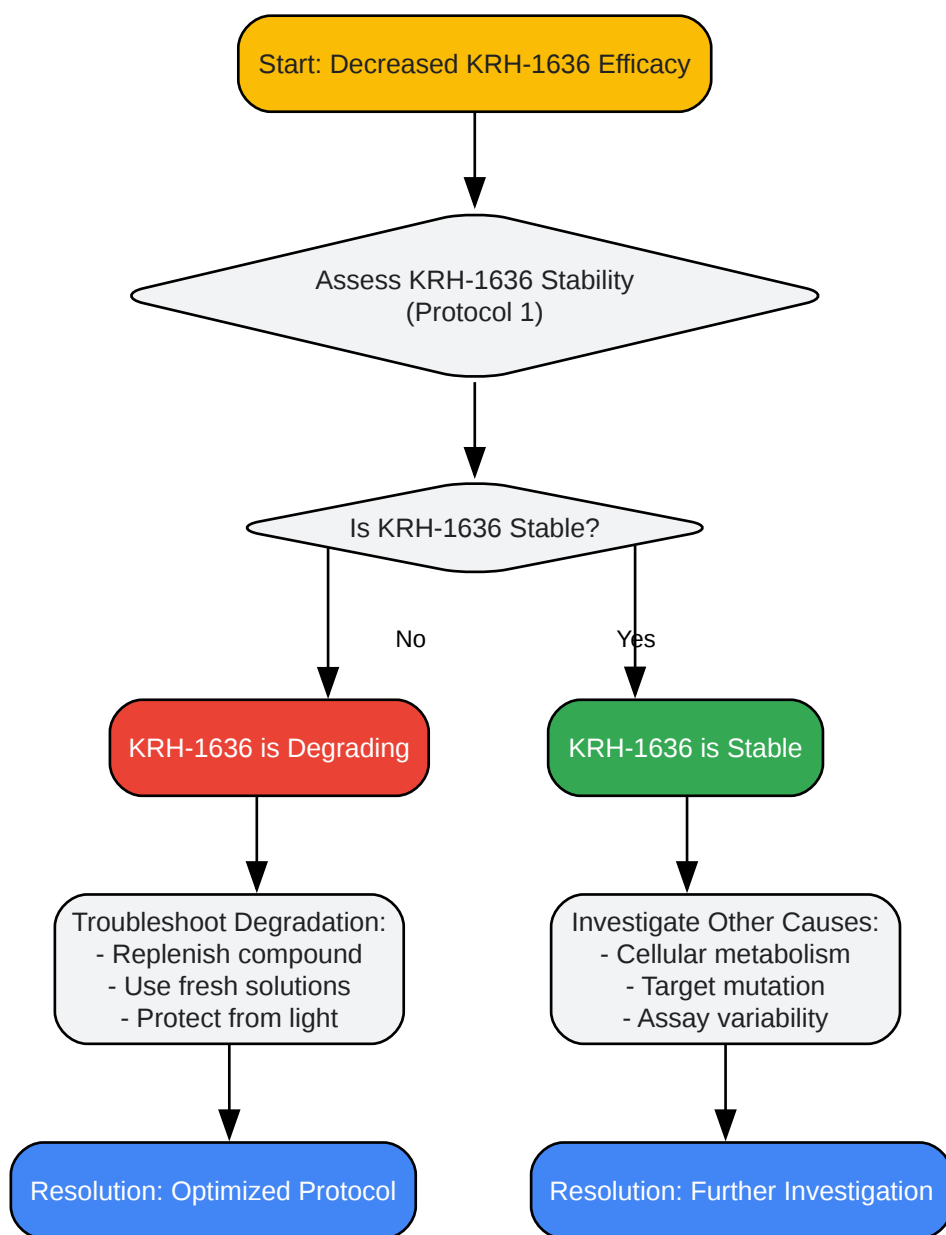 Start: Decreased KRH-1636 Efficacy
Assess KRH-1636 Stability
(Protocol 1)
Is KRH-1636 Stable?
No
Yes
KRH-1636 is Degrading
KRH-1636 is Stable
Troubleshoot Degradation:
- Replenish compound
- Use fresh solutions
- Protect from light
Investigate Other Causes:
- Cellular metabolism
- Target mutation
- Assay variability
Resolution: Optimized Protocol
Resolution: Further Investigation